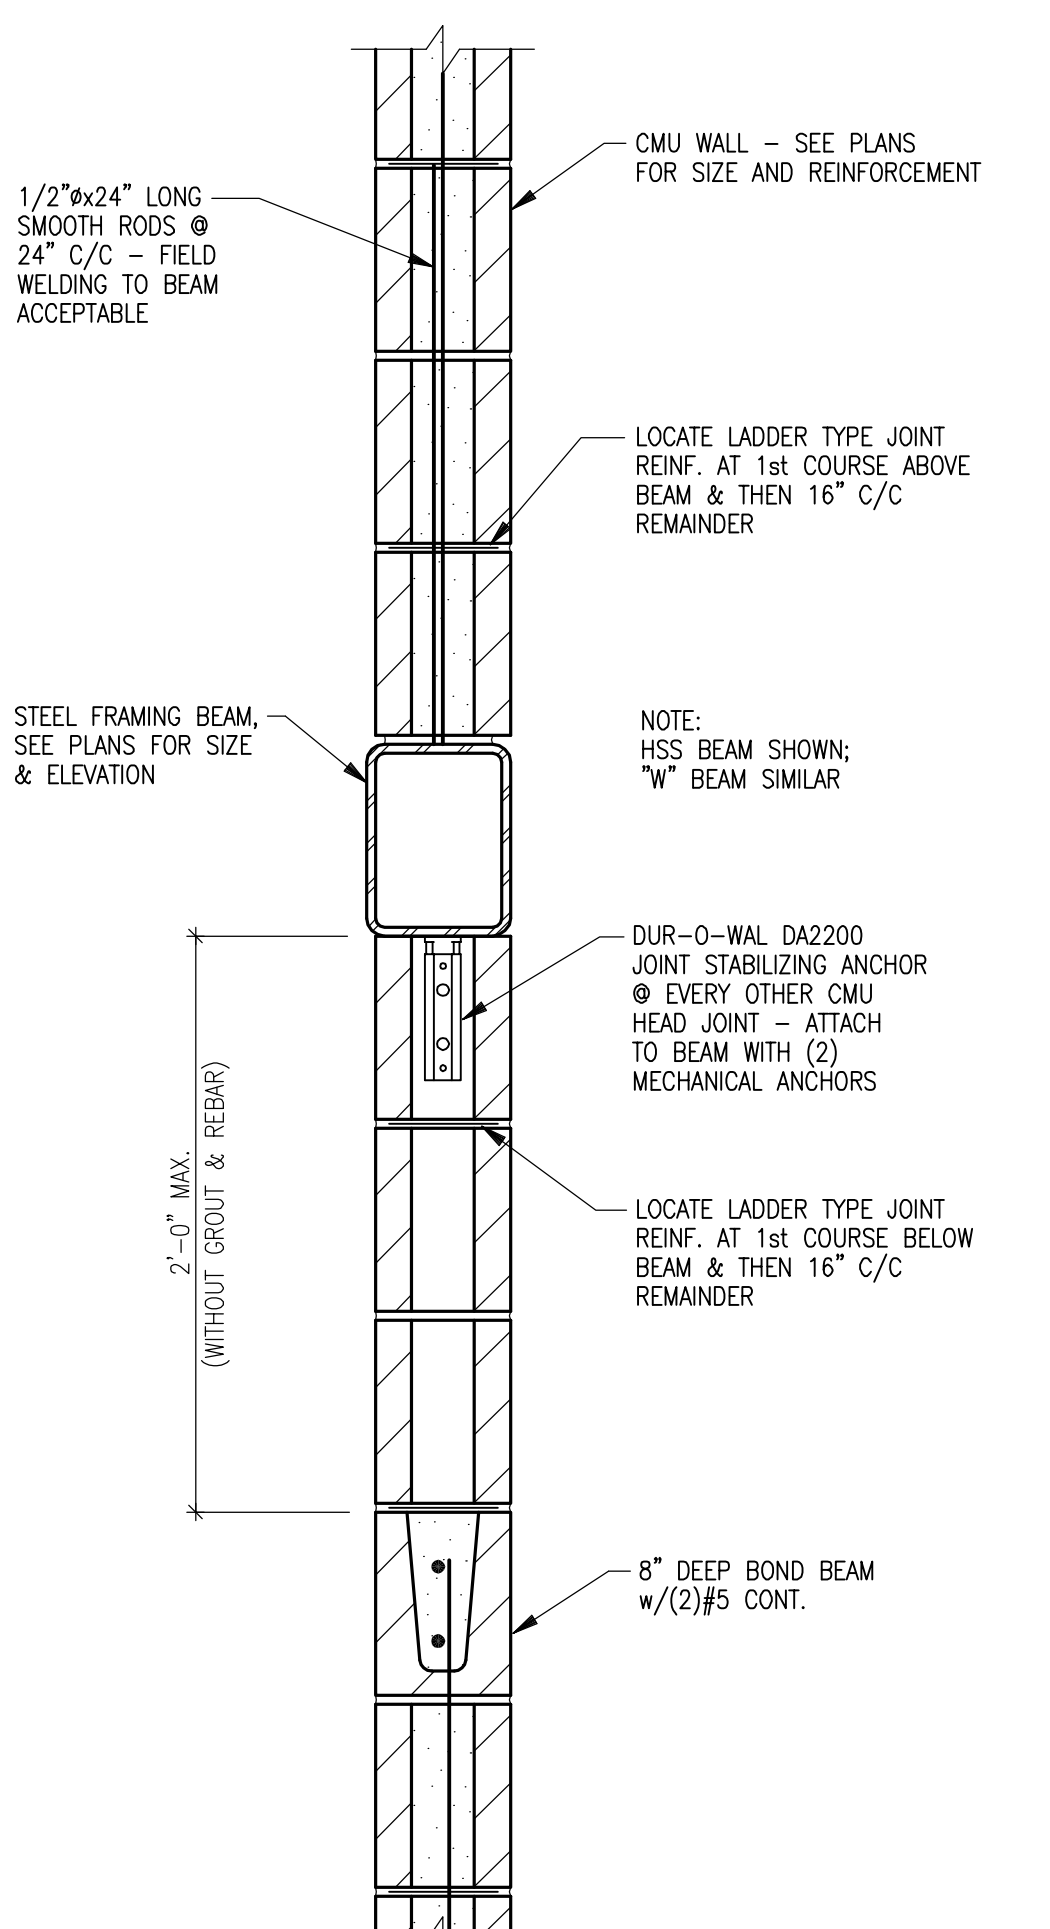 CMU WALL – SEE PLANS
FOR SIZE AND REINFORCEMENT
1/2"øx24" LONG
SMOOTH RODS @
24" C/C – FIELD
WELDING TO BEAM
ACCEPTABLE
LOCATE LADDER TYPE JOINT
REINF. AT 1st COURSE ABOVE
BEAM & THEN 16" C/C
REMAINDER
STEEL FRAMING BEAM,
SEE PLANS FOR SIZE
& ELEVATION
NOTE:
HSS BEAM SHOWN;
"W" BEAM SIMILAR
DUR-O-WAL DA2200
JOINT STABILIZING ANCHOR
@ EVERY OTHER CMU
HEAD JOINT – ATTACH
TO BEAM WITH (2)
MECHANICAL ANCHORS
2'-0" MAX.
(WITHOUT GROUT & REBAR)
LOCATE LADDER TYPE JOINT
REINF. AT 1st COURSE BELOW
BEAM & THEN 16" C/C
REMAINDER
8" DEEP BOND BEAM
w/(2)#5 CONT.